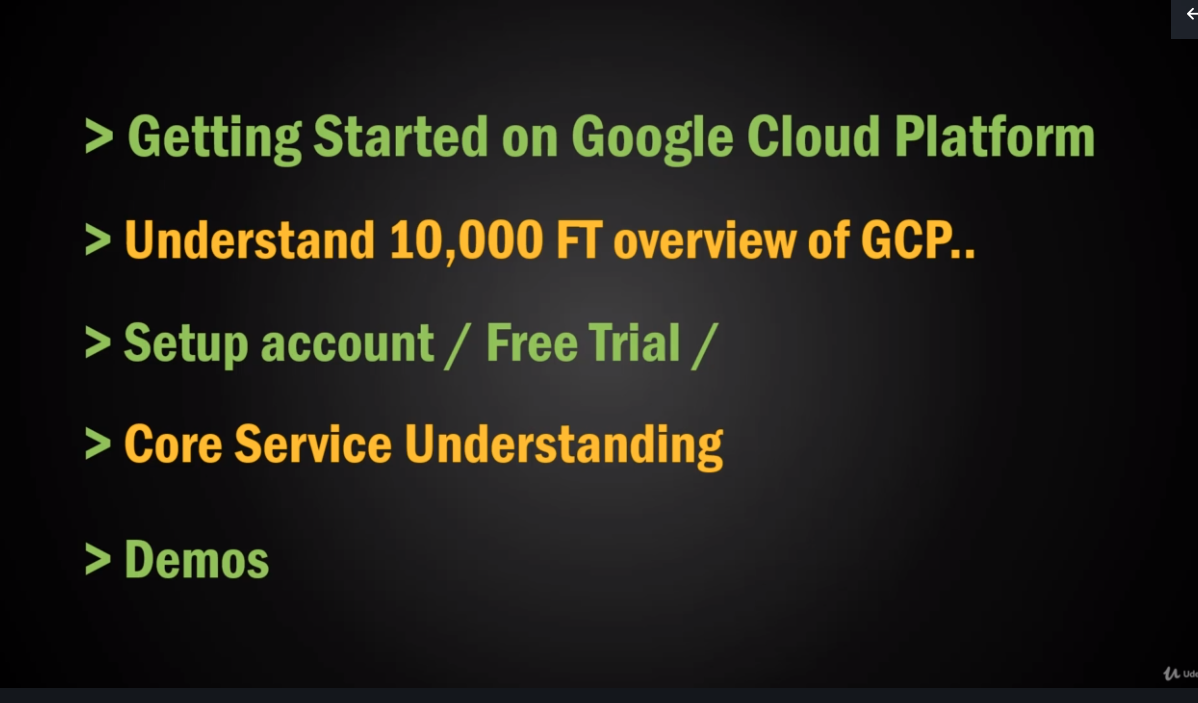 > Getting Started on Google Cloud Platform
> Understand 10,000 FT overview of GCP..
> Setup account / Free Trial /
> Core Service Understanding
> Demos